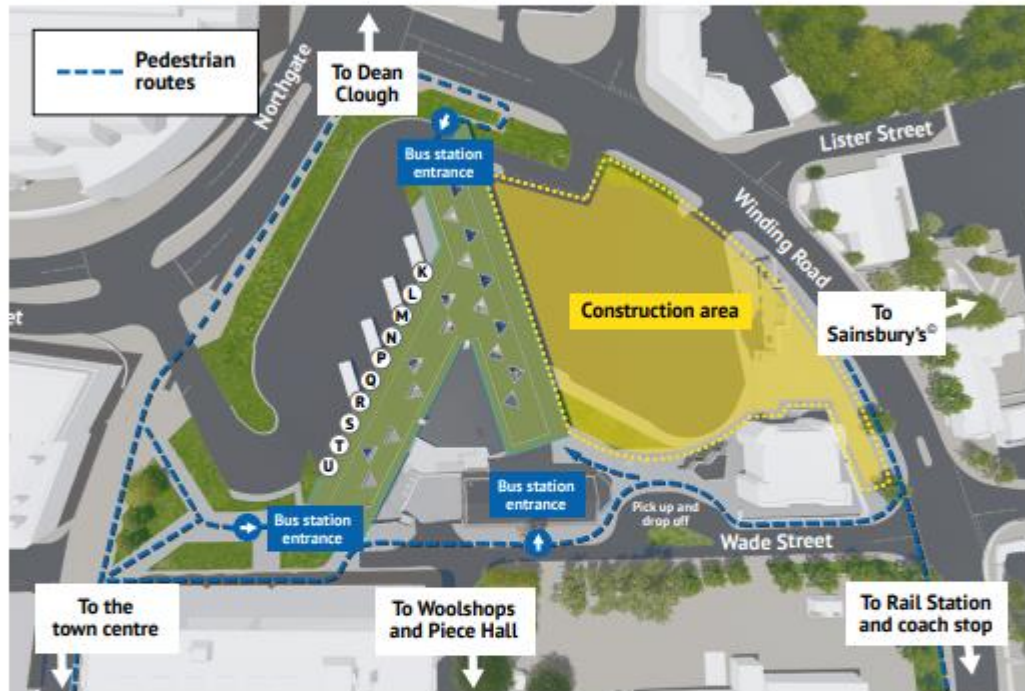 Pedestrian
routes
Northgate
To Dean
Clough
Bus station
entrance
Lister Street
Winding Road
Construction area
To
Sainsbury's©
K
L
M
N
P
Q
R
S
T
U
et
Bus station
entrance
Bus station
entrance
Pick up and
drop off
Wade Street
To the
town centre
To Woolshops
and Piece Hall
To Rail Station
and coach stop